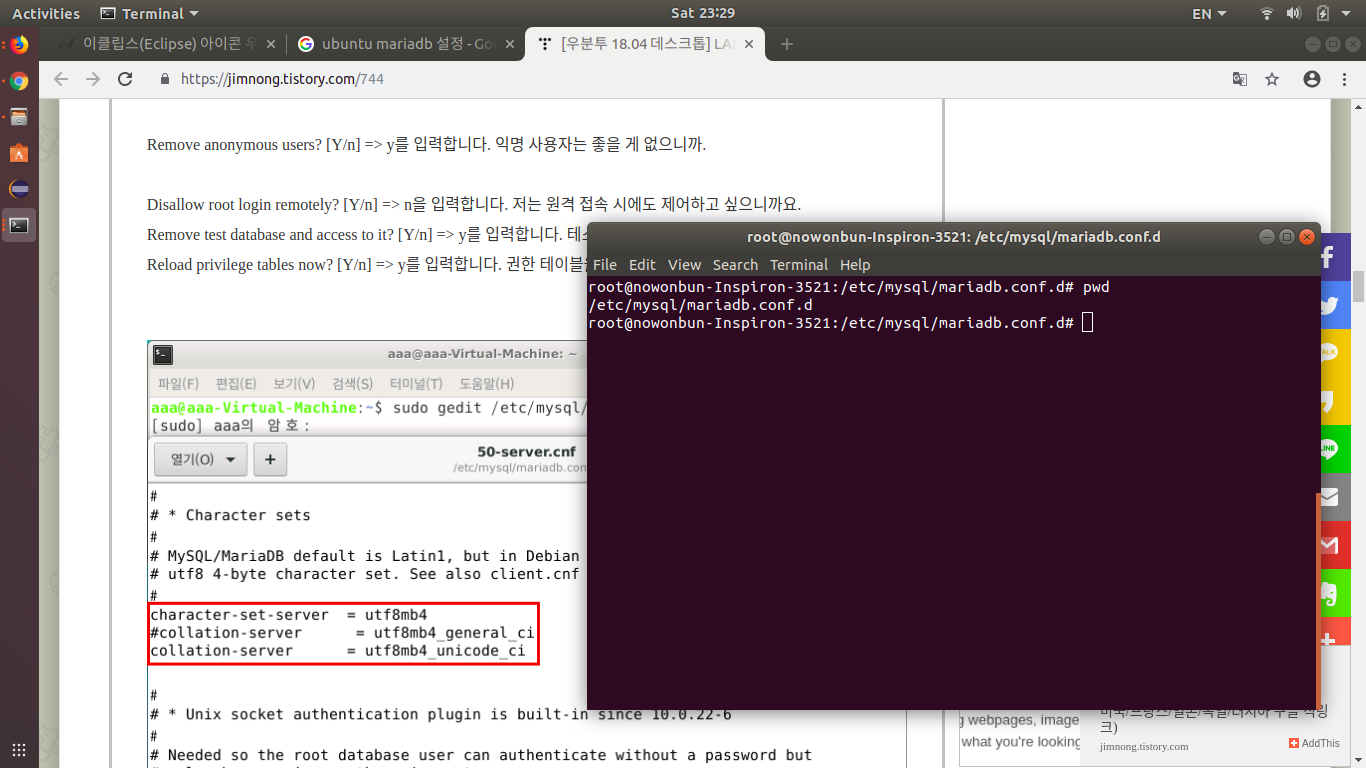 Activities
Terminal
Sat 23:29
EN
이클립스(Eclipse) 아이콘 우
ubuntu mariadb 설정 - Go
[우분투 18.04 데스크톱] LA
https://jimnong.tistory.com/744
Remove anonymous users? [Y/n] => y를 입력합니다. 익명 사용자는 좋을 게 없으니까.
Disallow root login remotely? [Y/n] => n을 입력합니다. 저는 원격 접속 시에도 제어하고 싶으니까요.
Remove test database and access to it? [Y/n] => y를 입력합니다.
Reload privilege tables now? [Y/n] => y를 입력합니다. 권한 테이블을
root@nowonbun-Inspiron-3521: /etc/mysql/mariadb.conf.d
File Edit View Search Terminal Help
root@nowonbun-Inspiron-3521:/etc/mysql/mariadb.conf.d# pwd
/etc/mysql/mariadb.conf.d
root@nowonbun-Inspiron-3521:/etc/mysql/mariadb.conf.d#
aaa@aaa-Virtual-Machine: ~
파일(F) 편집(E) 보기(V) 검색(S) 터미널(T) 도움말(H)
aaa@aaa-Virtual-Machine:~$ sudo gedit /etc/mysql/
[sudo] aaa의 암호:
열기(O)
+
50-server.cnf
/etc/mysql/mariadb.con
#
# * Character sets
#
# MySQL/MariaDB default is Latin1, but in Debian
# utf8 4-byte character set. See also client.cnf
#
character-set-server = utf8mb4
#collation-server = utf8mb4_general_ci
collation-server = utf8mb4_unicode_ci
#
# * Unix socket authentication plugin is built-in since 10.0.22-6
#
# Needed so the root database user can authenticate without a password but
TALK
LINE
g webpages, image
what you're looking
크)
jimnong.tistory.com
AddThis